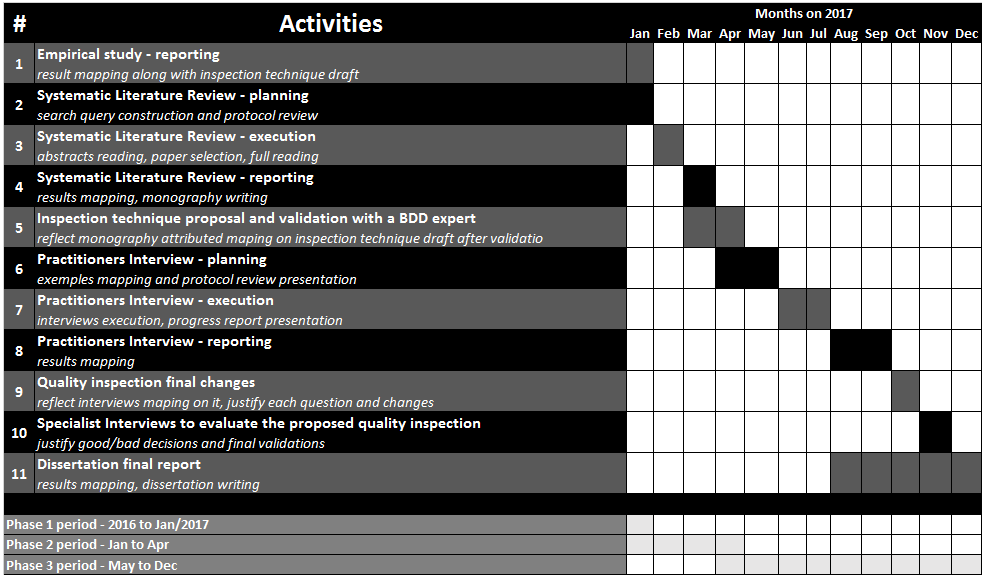 # Activities Months on 2017
Jan Feb Mar Apr May Jun Jul Aug Sep Oct Nov Dec
1 Empirical study - reporting
result mapping along with inspection technique draft
2 Systematic Literature Review - planning
search query construction and protocol review
3 Systematic Literature Review - execution
abstracts reading, paper selection, full reading
4 Systematic Literature Review - reporting
results mapping, monography writing
5 Inspection technique proposal and validation with a BDD expert
reflect monography attributed maping on inspection technique draft after validatio
6 Practitioners Interview - planning
exemples mapping and protocol review presentation
7 Practitioners Interview - execution
interviews execution, progress report presentation
8 Practitioners Interview - reporting
results mapping
9 Quality inspection final changes
reflect interviews maping on it, justify each question and changes
10 Specialist Interviews to evaluate the proposed quality inspection
justify good/bad decisions and final validations
11 Dissertation final report
results mapping, dissertation writing
Phase 1 period - 2016 to Jan/2017
Phase 2 period - Jan to Apr
Phase 3 period - May to Dec